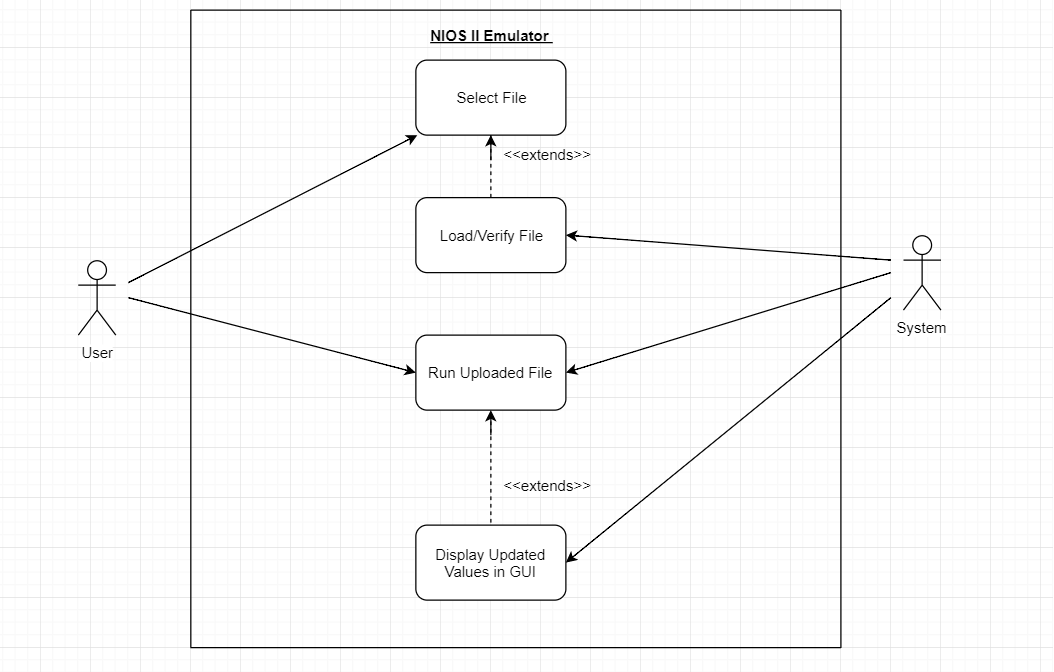 NIOS II Emulator
Select File
<<extends>>
Load/Verify File
User
System
Run Uploaded File
<<extends>>
Display Updated
Values in GUI